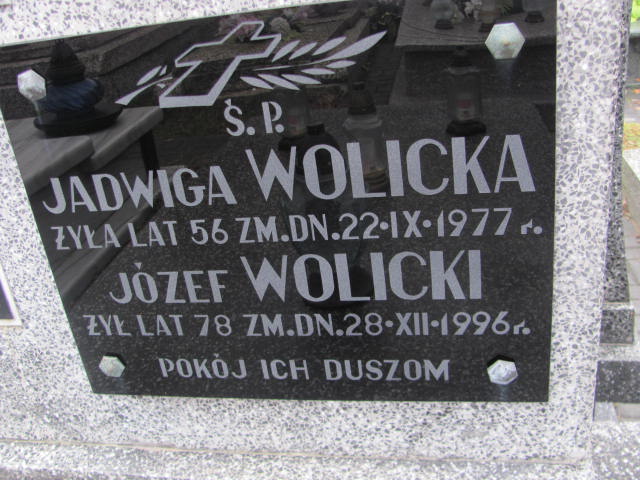 Ś.P.
JADWIGA WOLICKA
ŻYŁA LAT 56 ZM.DN.22·IX·1977 r.
JÓZEF WOLICKI
ŻYŁ LAT 78 ZM.DN.28·XII·1996 r.
POKÓJ ICH DUSZOM